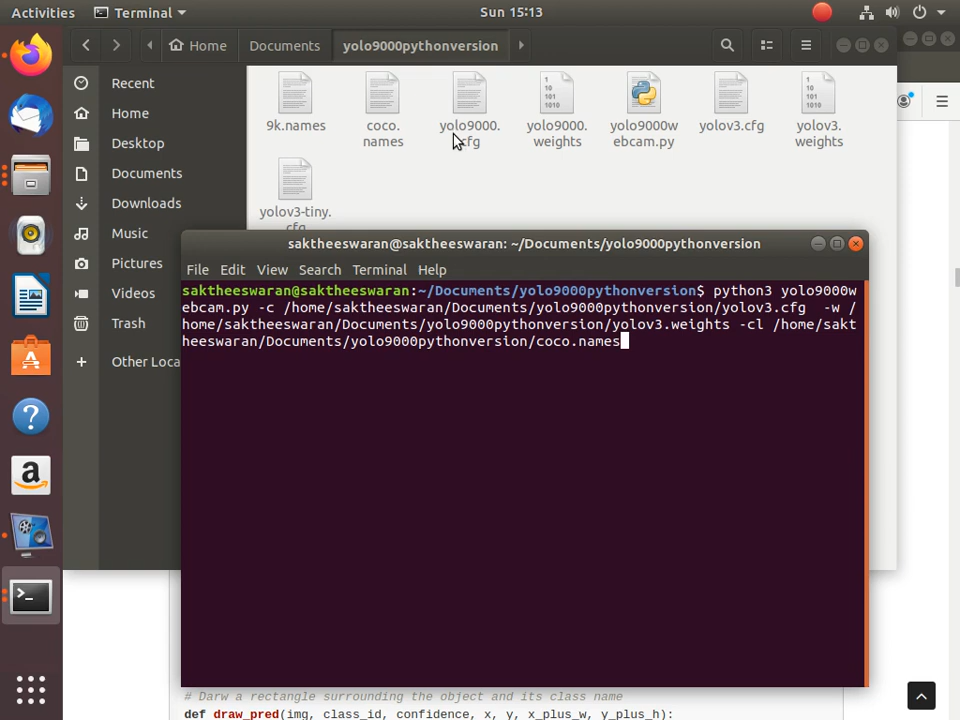 Activities
Terminal
Sun 15:13
Home
Documents
yolo9000pythonversion
Recent
Home
Desktop
Documents
Downloads
Music
Pictures
Videos
Trash
Other Loca
9k.names
coco.
names
yolo9000.
cfg
yolo9000.
weights
yolo9000w
ebcam.py
yolov3.cfg
yolov3.
weights
yolov3-tiny.
cfg
saktheeswaran@saktheeswaran: ~/Documents/yolo9000pythonversion
File Edit View Search Terminal Help
saktheeswaran@saktheeswaran:~/Documents/yolo9000pythonversion$ python3 yolo9000w
ebcam.py -c /home/saktheeswaran/Documents/yolo9000pythonversion/yolov3.cfg  -w /
home/saktheeswaran/Documents/yolo9000pythonversion/yolov3.weights -cl /home/sakt
heeswaran/Documents/yolo9000pythonversion/coco.names
# Darw a rectangle surrounding the object and its class name
def draw_pred(img, class_id, confidence, x, y, x_plus_w, y_plus_h):